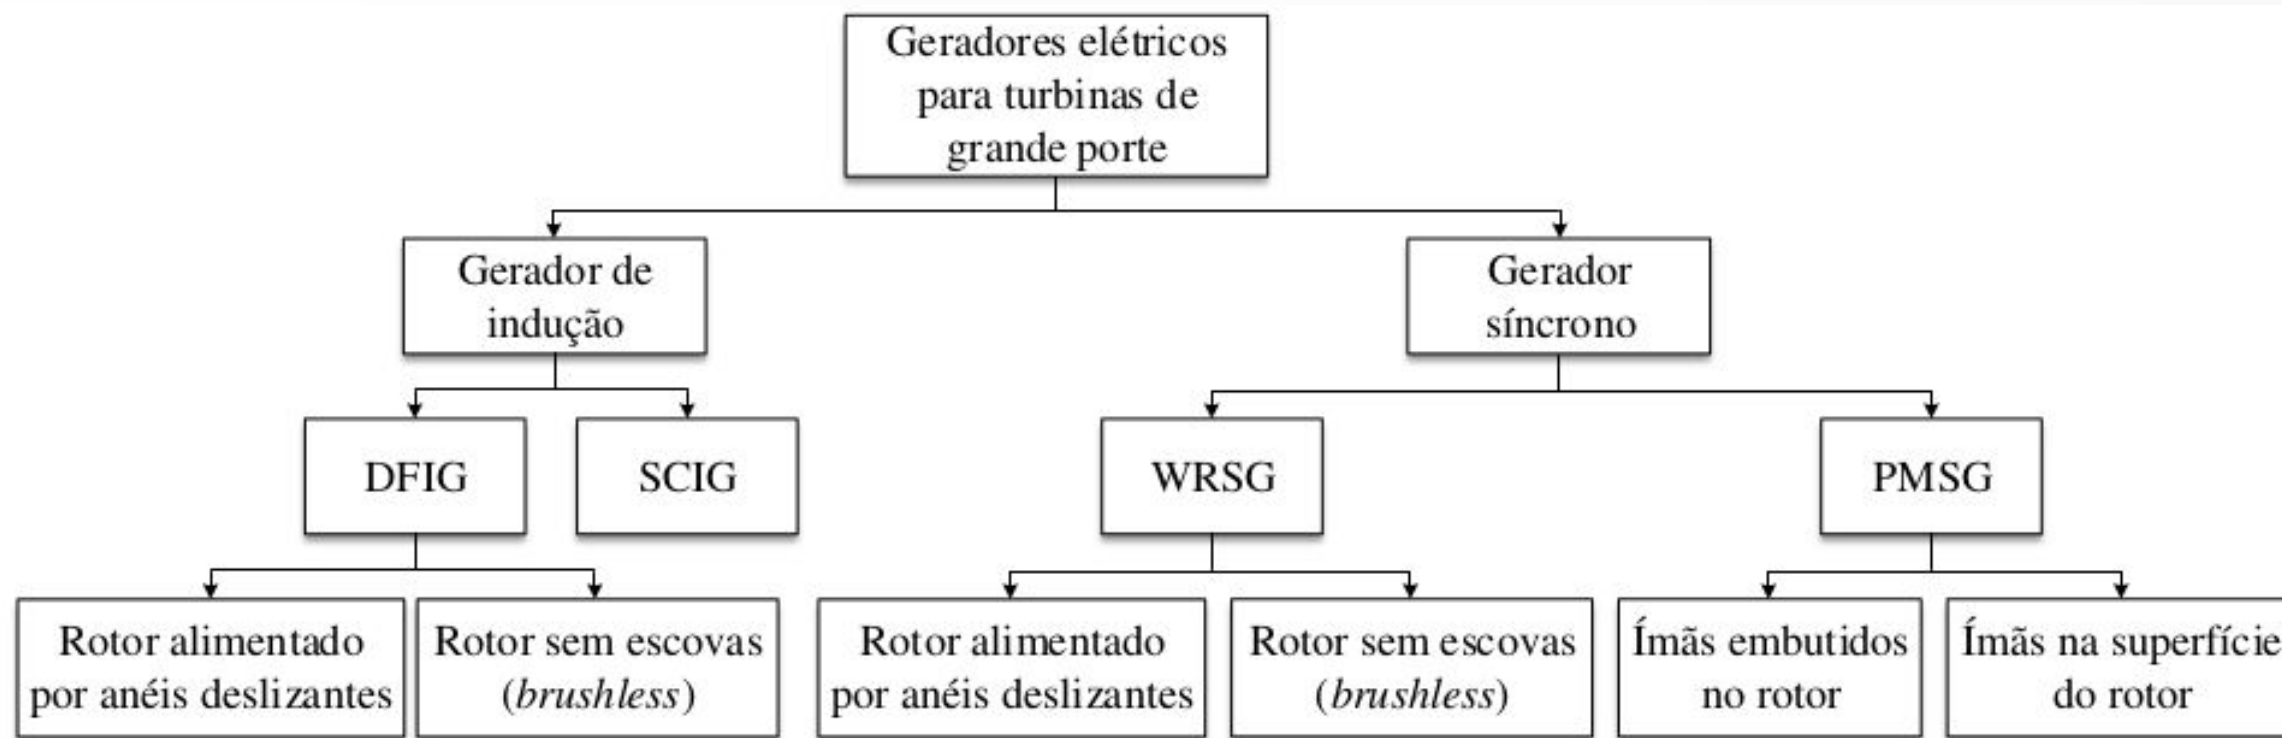 Geradores elétricos
para turbinas de
grande porte
Gerador de
indução
Gerador
síncrono
DFIG
SCIG
WRSG
PMSG
Rotor alimentado
por anéis deslizantes
Rotor sem escovas
(brushless)
Rotor alimentado
por anéis deslizantes
Rotor sem escovas
(brushless)
Ímãs embutidos
no rotor
Ímãs na superfície
do rotor